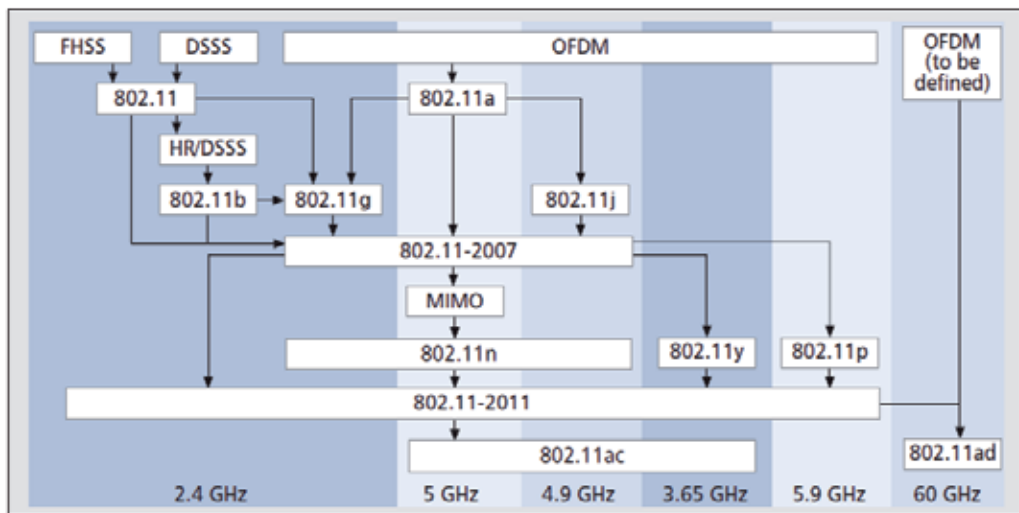 FHSS
DSSS
OFDM
OFDM
(to be
defined)
802.11
802.11a
HR/DSSS
802.11b
802.11g
802.11j
802.11-2007
MIMO
802.11n
802.11y
802.11p
802.11-2011
802.11ac
802.11ad
2.4 GHz
5 GHz
4.9 GHz
3.65 GHz
5.9 GHz
60 GHz